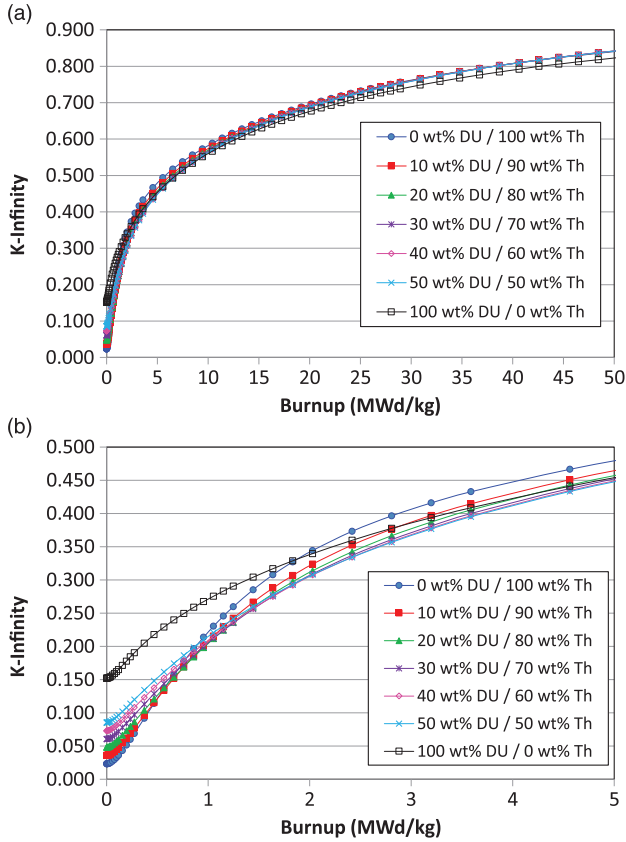 (a)
0.900
0.800
0.700
0.600
0.500
0.400
0.300
0.200
0.100
0.000
K-Infinity
0 wt% DU / 100 wt% Th
10 wt% DU / 90 wt% Th
20 wt% DU / 80 wt% Th
30 wt% DU / 70 wt% Th
40 wt% DU / 60 wt% Th
50 wt% DU / 50 wt% Th
100 wt% DU / 0 wt% Th
0 5 10 15 20 25 30 35 40 45 50
Burnup (MWd/kg)
(b)
0.500
0.450
0.400
0.350
0.300
0.250
0.200
0.150
0.100
0.050
0.000
K-Infinity
0 wt% DU / 100 wt% Th
10 wt% DU / 90 wt% Th
20 wt% DU / 80 wt% Th
30 wt% DU / 70 wt% Th
40 wt% DU / 60 wt% Th
50 wt% DU / 50 wt% Th
100 wt% DU / 0 wt% Th
0 1 2 3 4 5
Burnup (MWd/kg)